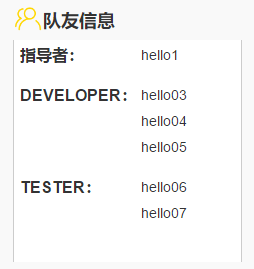 队友信息
指导者： hello1
DEVELOPER： hello03
hello04
hello05
TESTER： hello06
hello07